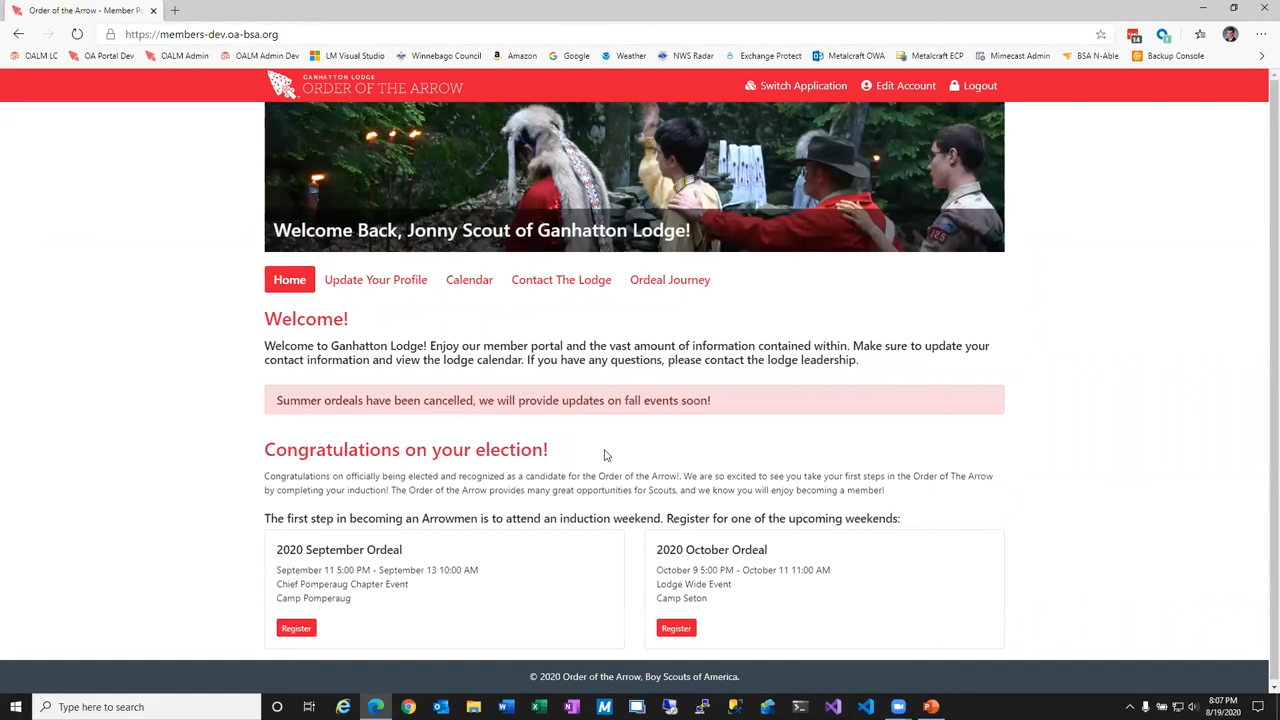 Order of the Arrow - Member Po
https://members-dev.oa-bsa.org
14
OALM LC OA Portal Dev OALM Admin OALM Admin Dev LM Visual Studio Winnebago Council Amazon Google Weather NWS Radar Exchange Protect Metalcraft OWA Metalcraft ECP Mimecast Admin BSA N-Able Backup Console
GANHATTON LODGE
ORDER OF THE ARROW
Switch Application Edit Account Logout
125
Welcome Back, Jonny Scout of Ganhatton Lodge!
Home Update Your Profile Calendar Contact The Lodge Ordeal Journey
Welcome!
Welcome to Ganhatton Lodge! Enjoy our member portal and the vast amount of information contained within. Make sure to update your
contact information and view the lodge calendar. If you have any questions, please contact the lodge leadership.
Summer ordeals have been cancelled, we will provide updates on fall events soon!
Congratulations on your election!
Congratulations on officially being elected and recognized as a candidate for the Order of the Arrow!. We are so excited to see you take your first steps in the Order of The Arrow
by completing your induction! The Order of the Arrow provides many great opportunities for Scouts, and we know you will enjoy becoming a member!
The first step in becoming an Arrowmen is to attend an induction weekend. Register for one of the upcoming weekends:
2020 September Ordeal
September 11 5:00 PM - September 13 10:00 AM
Chief Pomperaug Chapter Event
Camp Pomperaug
Register
2020 October Ordeal
October 9 5:00 PM - October 11 11:00 AM
Lodge Wide Event
Camp Seton
Register
© 2020 Order of the Arrow, Boy Scouts of America.
Type here to search
8:07 PM
8/19/2020